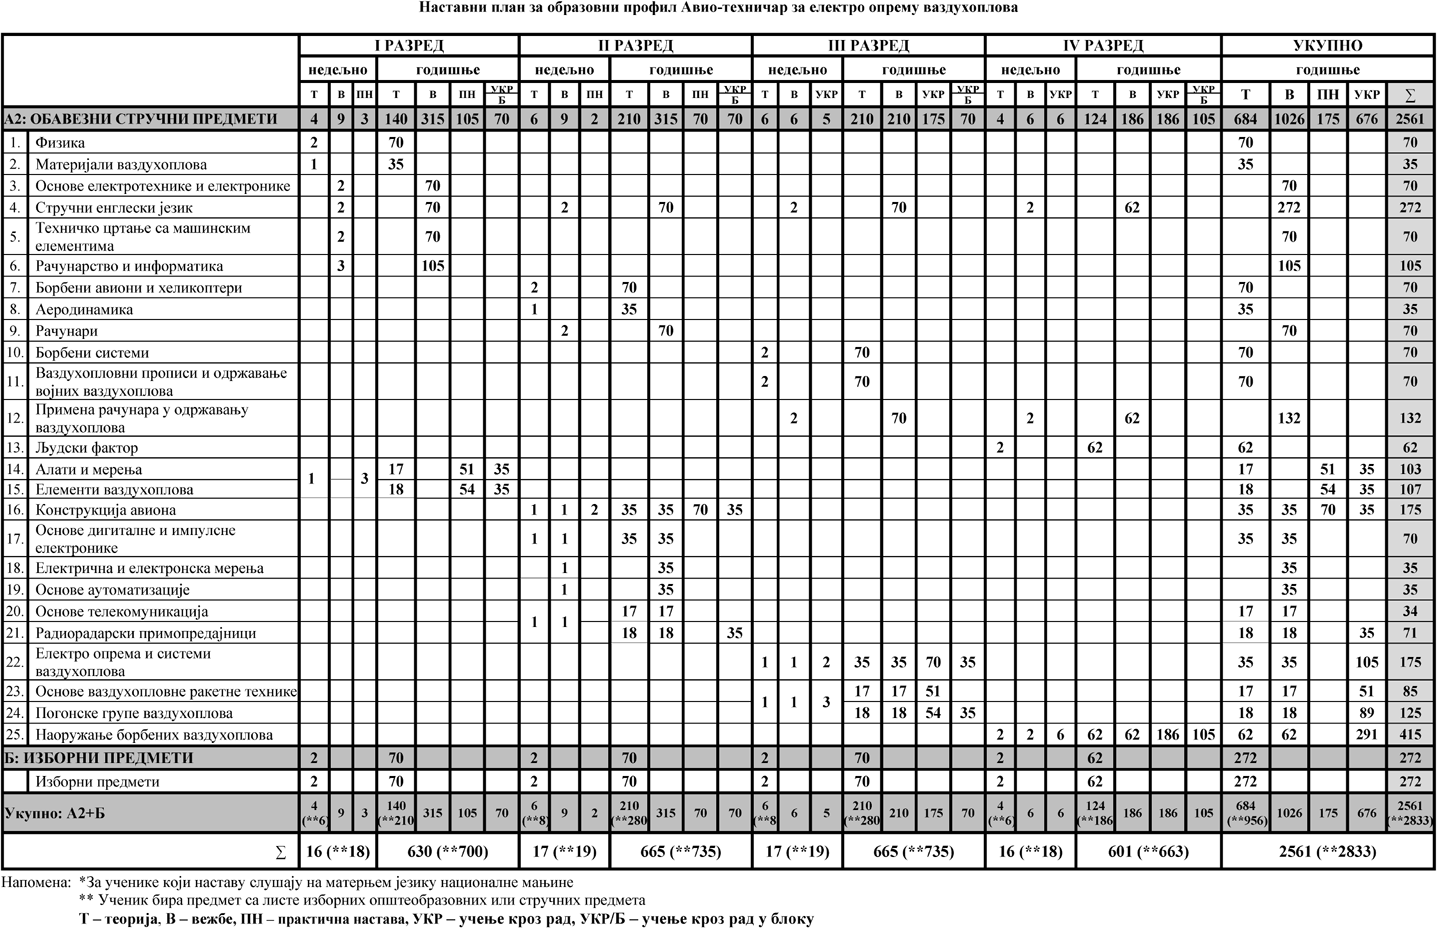 Наставни план за образовни профил Авио-техничар за електро опрему ваздухоплова
I РАЗРЕД II РАЗРЕД III РАЗРЕД IV РАЗРЕД УКУПНО
недељно годишње недељно годишње недељно годишње недељно годишње годишње
Т В ПН Т В ПН УКР/Б Т В ПН Т В ПН УКР/Б Т В УКР Т В УКР УКР/Б Т В УКР Т В УКР УКР/Б Т В ПН УКР ∑
А2: ОБАВЕЗНИ СТРУЧНИ ПРЕДМЕТИ 4 9 3 140 315 105 70 6 9 2 210 315 70 70 6 6 5 210 210 175 70 4 6 6 124 186 186 105 684 1026 175 676 2561
1. Физика 2 70 70 70
2. Материјали ваздухоплова 1 35 35 35
3. Основе електротехнике и електронике 2 70 70 70
4. Стручни енглески језик 2 70 2 70 2 70 2 62 272 272
5. Техничко цртање са машинским
елементима 2 70 70 70
6. Рачунарство и информатика 3 105 105 105
7. Борбени авиони и хеликоптери 2 70 70 70
8. Аеродинамика 1 35 35 35
9. Рачунари 2 70 70 70
10. Борбени системи 2 70 70 70
11. Ваздухопловни прописи и одржавање
војних ваздухоплова 2 70 70 70
12. Примена рачунара у одржавању
ваздухоплова 2 70 2 62 132 132
13. Људски фактор 2 62 62 62
14. Алати и мерења 1 3 17 51 35 17 51 35 103
15. Елементи ваздухоплова 18 54 35 18 54 35 107
16. Конструкција авиона 1 1 2 35 35 70 35 35 35 70 35 175
17. Основе дигиталне и импулсне
електронике 1 1 35 35 35 35 70
18. Електрична и електронска мерења 1 35 35 35
19. Основе аутоматизације 1 35 35 35
20. Основе телекомуникација 1 1 17 17 17 17 34
21. Радиорадарски примопредајници 18 18 35 18 18 35 71
22. Електро опрема и системи
ваздухоплова 1 1 2 35 35 70 35 35 35 105 175
23. Основе ваздухопловне ракетне технике 1 1 3 17 17 51 17 17 51 85
24. Погонске групе ваздухоплова 18 18 54 35 18 18 89 125
25. Наоружање борбених ваздухоплова 2 2 6 62 62 186 105 62 62 291 415
Б: ИЗБОРНИ ПРЕДМЕТИ 2 70 2 70 2 70 2 62 272 272
Изборни предмети 2 70 2 70 2 70 2 62 272 272
Укупно: А2+Б 4 (**6) 9 3 140 (**210 315 105 70 6 (**8) 9 2 210 (**280 315 70 70 6 (**8 6 5 210 (**280 210 175 70 4 (**6) 6 6 124 (**186 186 186 105 684 (**956) 1026 175 676 2561 (**2833)
∑ 16 (**18) 630 (**700) 17 (**19) 665 (**735) 17 (**19) 665 (**735) 16 (**18) 601 (**663) 2561 (**2833)
Напомена: *За ученике који наставу слушају на матерњем језику националне мањине
** Ученик бира предмет са листе изборних општеобразовних или стручних предмета
Т – теорија, В – вежбе, ПН – практична настава, УКР – учење кроз рад, УКР/Б – учење кроз рад у блоку